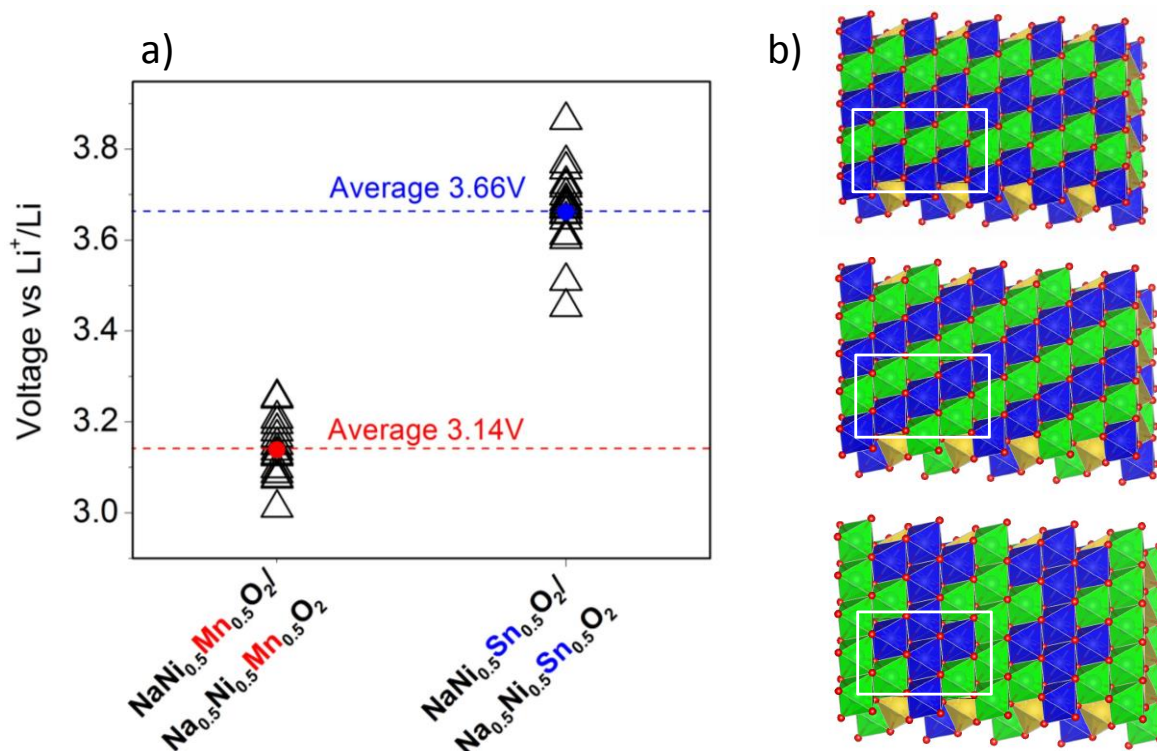 a)
b)
Voltage vs Li⁺/Li
3.8
3.6
3.4
3.2
3.0
Average 3.66V
Average 3.14V
NaNi₀.₅Mn₀.₅O₂/
Na₀.₅Ni₀.₅Mn₀.₅O₂
NaNi₀.₅Sn₀.₅O₂/
Na₀.₅Ni₀.₅Sn₀.₅O₂